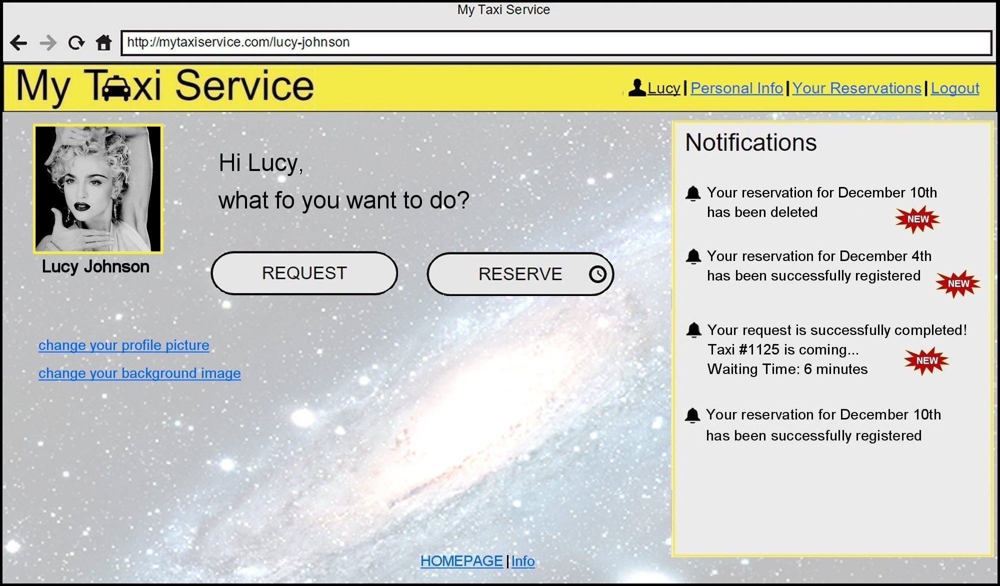 My Taxi Service
http://mytaxiservice.com/lucy-johnson
My Taxi Service
Lucy | Personal Info | Your Reservations | Logout
Lucy Johnson
Hi Lucy,
what fo you want to do?
REQUEST
RESERVE
change your profile picture
change your background image
Notifications
Your reservation for December 10th
has been deleted
NEW
Your reservation for December 4th
has been successfully registered
NEW
Your request is successfully completed!
Taxi #1125 is coming...
Waiting Time: 6 minutes
NEW
Your reservation for December 10th
has been successfully registered
HOMEPAGE | Info